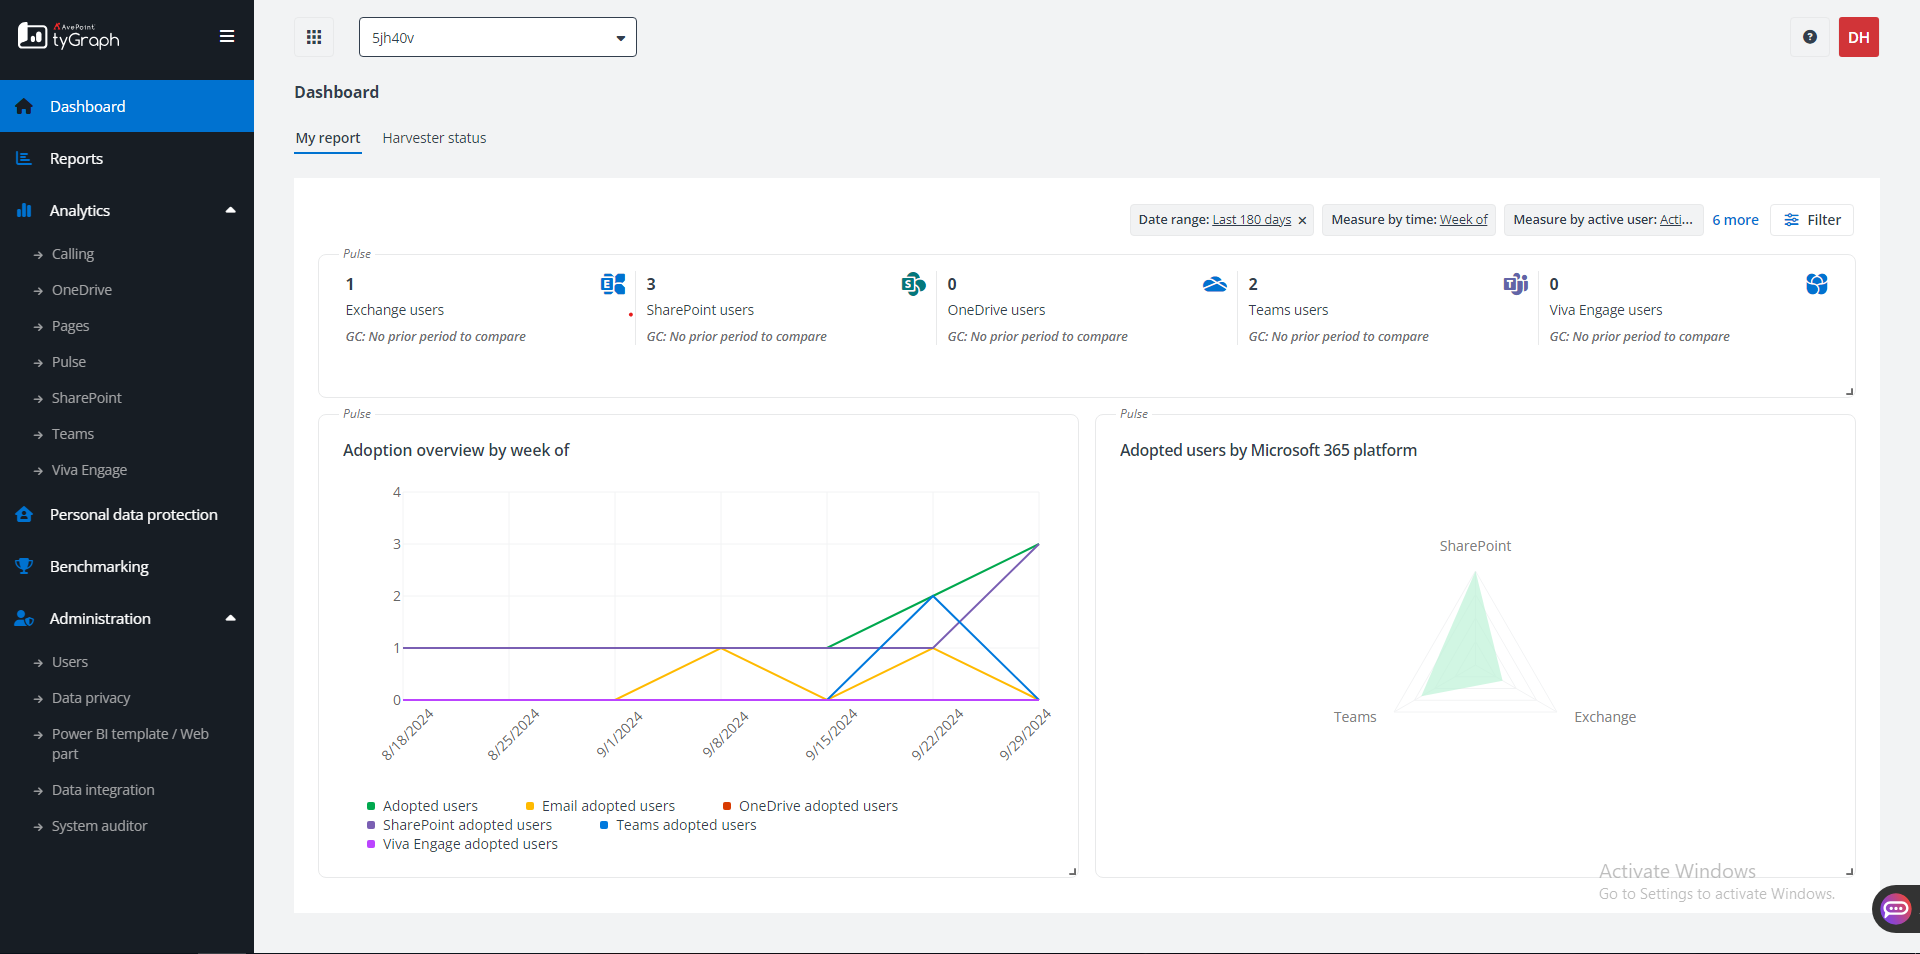 AvePoint
tyGraph
5jh40v
DH
Dashboard
Reports
Analytics
Calling
OneDrive
Pages
Pulse
SharePoint
Teams
Viva Engage
Personal data protection
Benchmarking
Administration
Users
Data privacy
Power BI template / Web
part
Data integration
System auditor
Dashboard
My report Harvester status
Date range: Last 180 days × Measure by time: Week of Measure by active user: Acti... 6 more Filter
Pulse
1
Exchange users
GC: No prior period to compare
3
SharePoint users
GC: No prior period to compare
0
OneDrive users
GC: No prior period to compare
2
Teams users
GC: No prior period to compare
0
Viva Engage users
GC: No prior period to compare
Pulse
Adoption overview by week of
4
3
2
1
0
8/18/2024 8/25/2024 9/1/2024 9/8/2024 9/15/2024 9/22/2024 9/29/2024
Adopted users Email adopted users OneDrive adopted users
SharePoint adopted users Teams adopted users
Viva Engage adopted users
Pulse
Adopted users by Microsoft 365 platform
SharePoint
Teams Exchange
Activate Windows
Go to Settings to activate Windows.